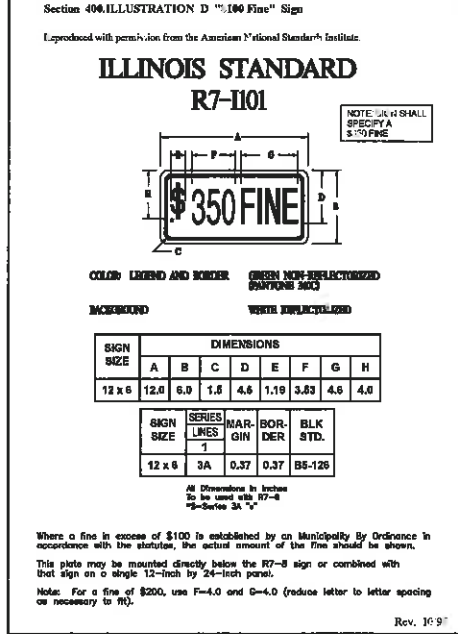 Section 400.ILLUSTRATION D "$100 Fine" Sign
Reproduced with permission from the American National Standards Institute.
ILLINOIS STANDARD
R7-I101
NOTE: SIGN SHALL
SPECIFY A
FINE
A
E F G
H $ 350 FINE D B
C
COLOR: LEGEND AND BORDER GREEN NON-REFLECTORIZED
(PANTONE
BACKGROUND WHITE REFLECTORIZED
SIGN SIZE DIMENSIONS
A B C D E F G H
12 x 6 12.0 6.0 1.5 4.6 1.19 3.53 4.6 4.0
SIGN SIZE SERIES LINES 1 MAR-GIN BOR-DER BLK STD.
12 x 6 3A 0.37 0.37 B5-126
All Dimensions in Inches
To be used with R7-8
Where a fine in excess of $100 is established by an Municipality By Ordinance in
accordance with the statutes, the actual amount of the fine should be shown.
This plate may be mounted directly below the R7-8 sign or combined with
that sign on a single 12-inch by 24-inch panel.
Note: For a fine of $200, use F=4.0 and G=4.0 (reduce letter to letter spacing
as necessary to fit).
Rev.